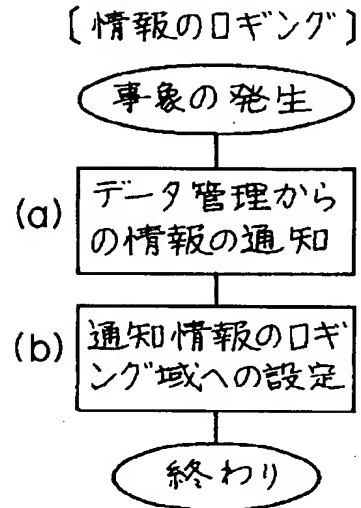 〔情報のロギング〕
事象の発生
(a)
データ管理から
の情報の通知
(b)
通知情報のロギ
ング域への設定
終わり